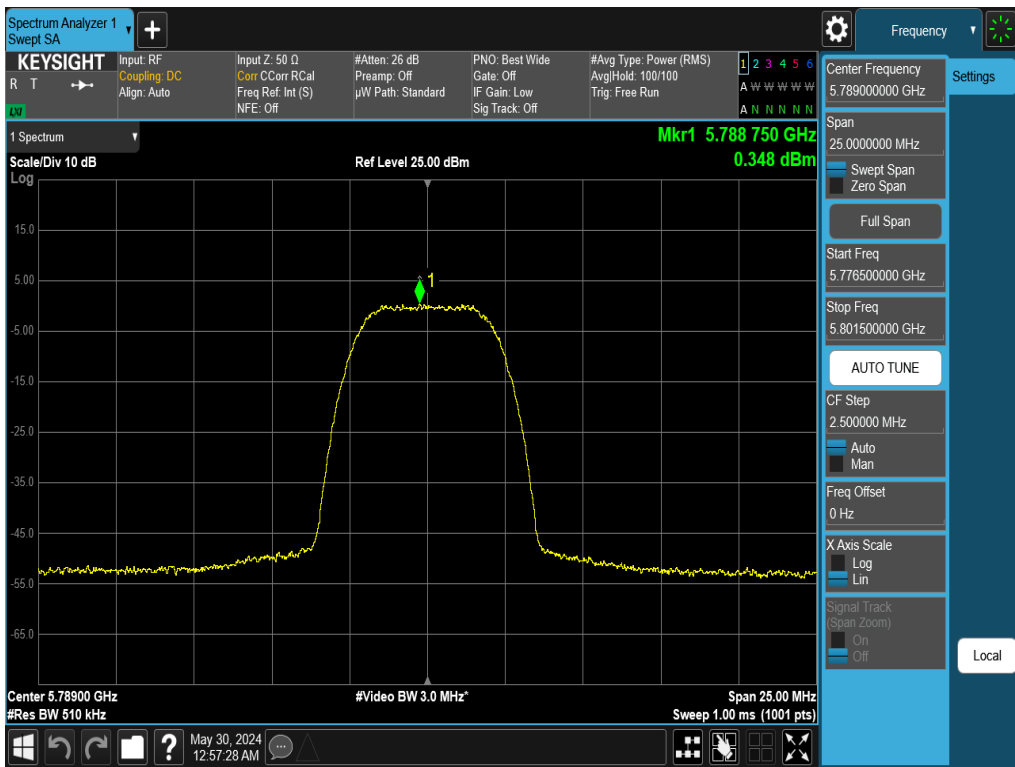 Spectrum Analyzer 1
Swept SA
Frequency
KEYSIGHT
R T
LXI
Input: RF
Coupling: DC
Align: Auto
Input Z: 50 Ω
Corr CCorr RCal
Freq Ref: Int (S)
NFE: Off
#Atten: 26 dB
Preamp: Off
µW Path: Standard
PNO: Best Wide
Gate: Off
IF Gain: Low
Sig Track: Off
#Avg Type: Power (RMS)
Avg|Hold: 100/100
Trig: Free Run
1 2 3 4 5 6
A W W W W W
A N N N N N
1 Spectrum
Mkr1 5.788 750 GHz
Scale/Div 10 dB
Ref Level 25.00 dBm
0.348 dBm
Log
15.0
5.00
1
-5.00
-15.0
-25.0
-35.0
-45.0
-55.0
-65.0
Center 5.78900 GHz
#Video BW 3.0 MHz*
Span 25.00 MHz
#Res BW 510 kHz
Sweep 1.00 ms (1001 pts)
Center Frequency
5.789000000 GHz
Settings
Span
25.0000000 MHz
Swept Span
Zero Span
Full Span
Start Freq
5.776500000 GHz
Stop Freq
5.801500000 GHz
AUTO TUNE
CF Step
2.500000 MHz
Auto
Man
Freq Offset
0 Hz
X Axis Scale
Log
Lin
Signal Track
(Span Zoom)
On
Off
Local
?
May 30, 2024
12:57:28 AM